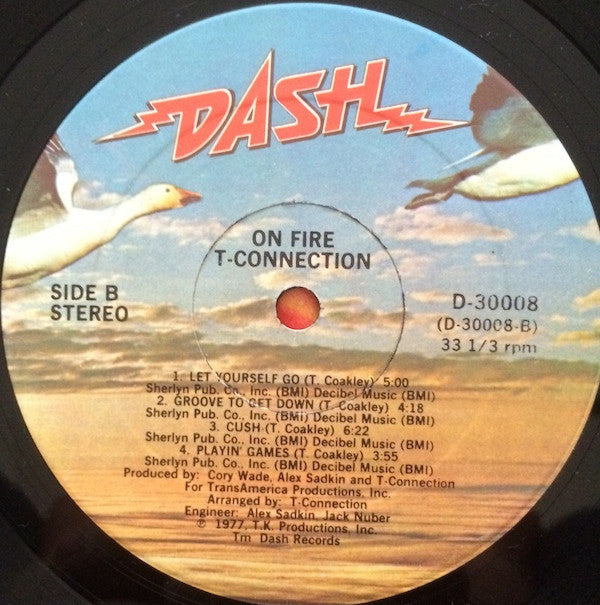 DASH
ON FIRE
T-CONNECTION
SIDE B
STEREO
D-30008
(D-30008-B)
33 1/3 rpm
1. LET YOURSELF GO (T. Coakley) 5:00
Sherlyn Pub. Co., Inc. (BMI) Decibel Music (BMI)
2. GROOVE TO GET DOWN (T. Coakley) 4:18
Sherlyn Pub. Co., Inc. (BMI) Decibel Music (BMI)
3. CUSH (T. Coakley) 6:22
Sherlyn Pub. Co., Inc. (BMI) Decibel Music (BMI)
4. PLAYIN' GAMES (T. Coakley) 3:55
Sherlyn Pub. Co., Inc. (BMI) Decibel Music (BMI)
Produced by: Cory Wade, Alex Sadkin and T-Connection
For TransAmerica Productions, Inc.
Arranged by: T-Connection
Engineer: Alex Sadkin, Jack Nuber
℗ 1977, T.K. Productions, Inc.
Tm Dash Records